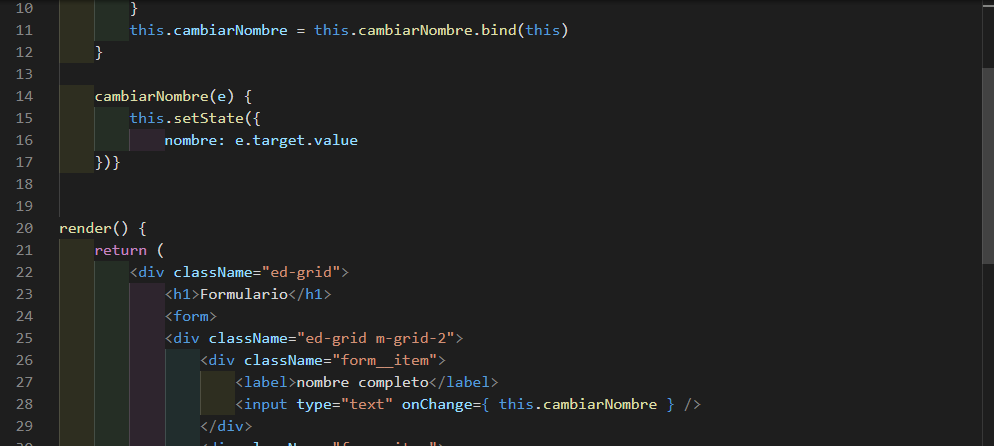 10 }
11 this.cambiarNombre = this.cambiarNombre.bind(this)
12 }
13
14 cambiarNombre(e) {
15 this.setState({
16 nombre: e.target.value
17 })}
18
19
20 render() {
21 return (
22 <div className="ed-grid">
23 <h1>Formulario</h1>
24 <form>
25 <div className="ed-grid m-grid-2">
26 <div className="form__item">
27 <label>nombre completo</label>
28 <input type="text" onChange={ this.cambiarNombre } />
29 </div>